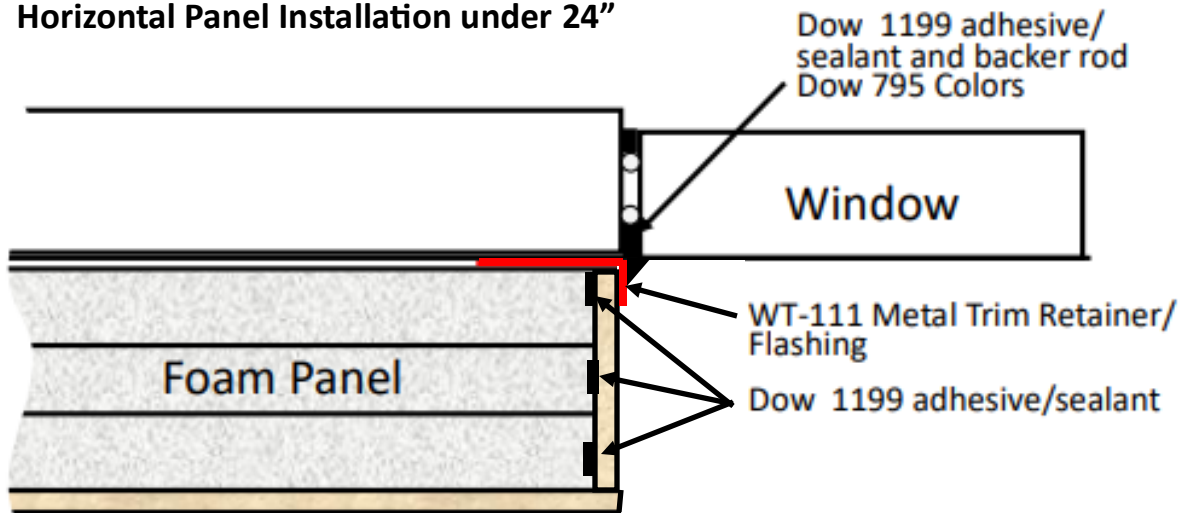 Horizontal Panel Installation under 24”
Dow 1199 adhesive/
sealant and backer rod
Dow 795 Colors
Window
WT-111 Metal Trim Retainer/
Flashing
Foam Panel
Dow 1199 adhesive/sealant